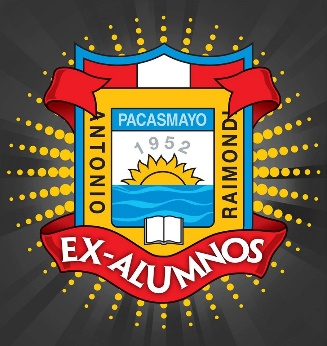 PACASMAYO
1952
ANTONIO
RAIMOND
EX-ALUMNOS